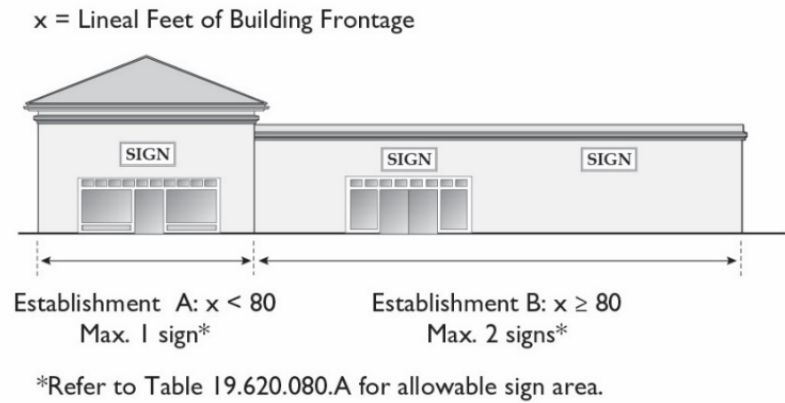 x = Lineal Feet of Building Frontage
SIGN
SIGN
SIGN
Establishment A: x < 80
Max. 1 sign*
Establishment B: x ≥ 80
Max. 2 signs*
*Refer to Table 19.620.080.A for allowable sign area.